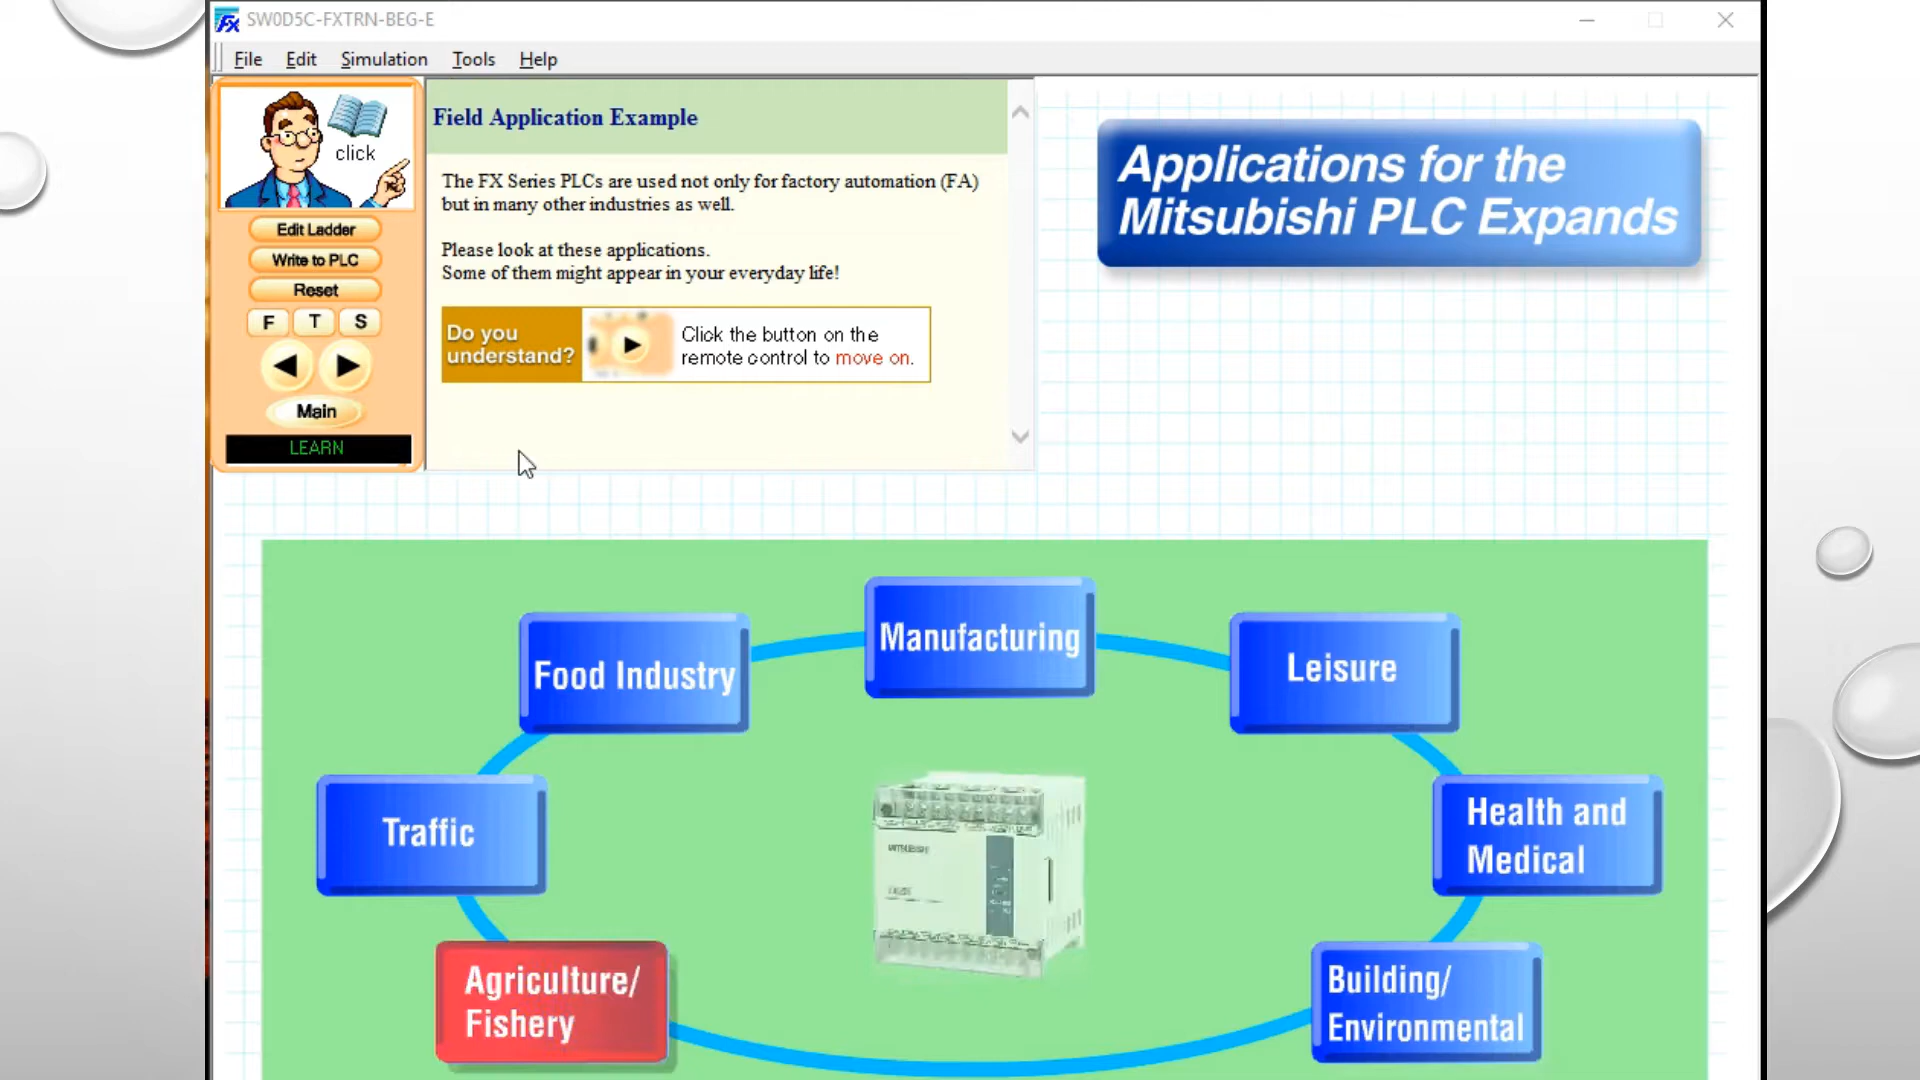 SW0D5C-FXTRN-BEG-E
File Edit Simulation Tools Help
click
Edit Ladder
Write to PLC
Reset
F T S
Main
LEARN
Field Application Example
The FX Series PLCs are used not only for factory automation (FA)
but in many other industries as well.
Please look at these applications.
Some of them might appear in your everyday life!
Do you
understand?
Click the button on the
remote control to move on.
Applications for the
Mitsubishi PLC Expands
Manufacturing
Food Industry
Leisure
Traffic
Health and
Medical
MITSUBISHI
Agriculture/
Fishery
Building/
Environmental